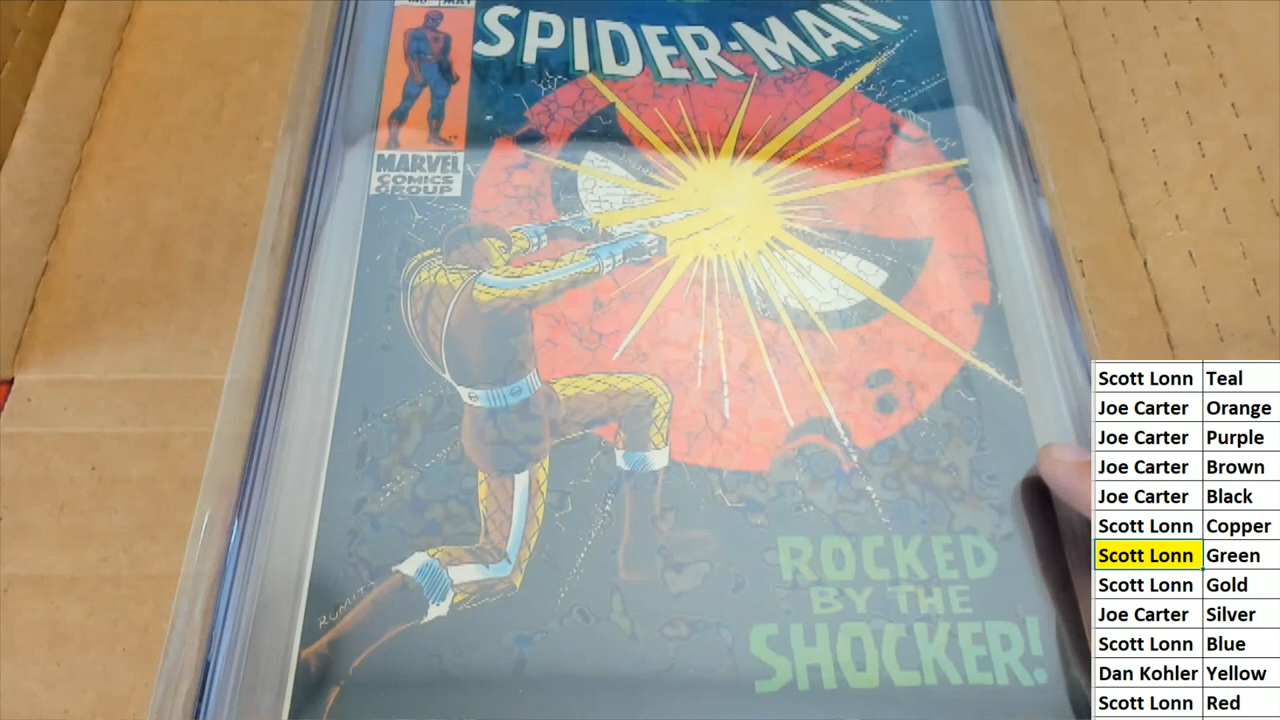 MAY
SPIDER-MAN
MARVEL
COMICS
GROUP
ROMITA
ROCKED
BY THE
SHOCKER!
Scott Lonn Teal
Joe Carter Orange
Joe Carter Purple
Joe Carter Brown
Joe Carter Black
Scott Lonn Copper
Scott Lonn Green
Scott Lonn Gold
Joe Carter Silver
Scott Lonn Blue
Dan Kohler Yellow
Scott Lonn Red